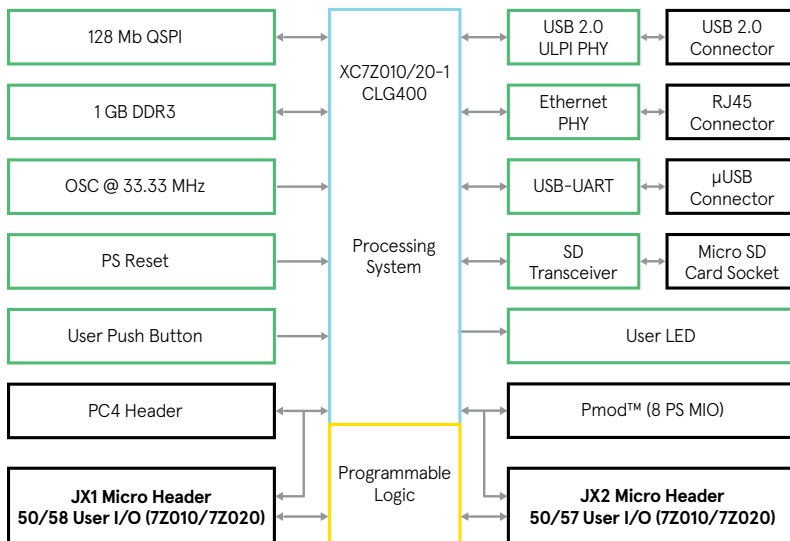 128 Mb QSPI
1 GB DDR3
OSC @ 33.33 MHz
PS Reset
User Push Button
PC4 Header
JX1 Micro Header
50/58 User I/O (7Z010/7Z020)
XC7Z010/20-1
CLG400
Processing
System
Programmable
Logic
USB 2.0
ULPI PHY
USB 2.0
Connector
Ethernet
PHY
RJ45
Connector
USB-UART
µUSB
Connector
SD
Transceiver
Micro SD
Card Socket
User LED
Pmod™ (8 PS MIO)
JX2 Micro Header
50/57 User I/O (7Z010/7Z020)